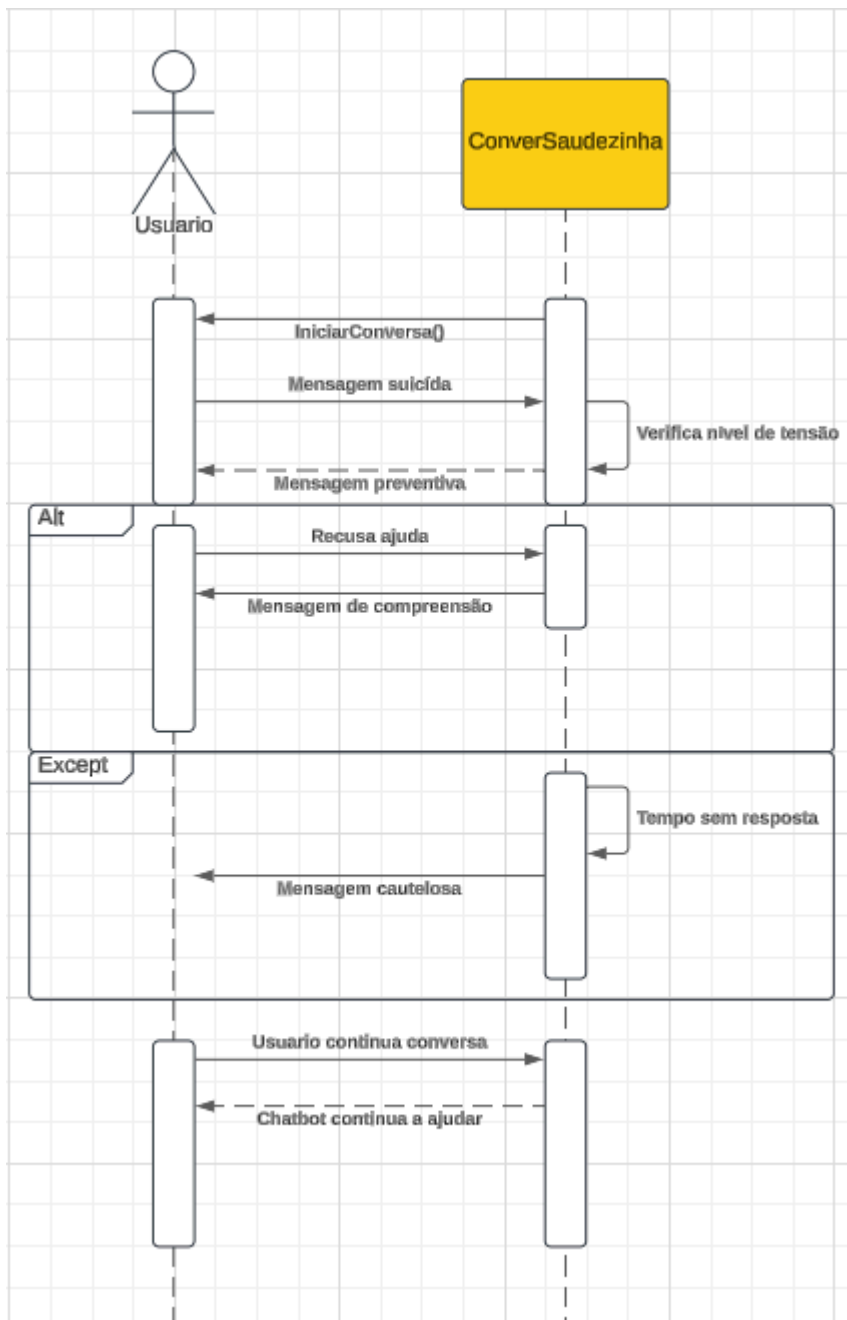 ConverSaudezinha
Usuario
IniciarConversa()
Mensagem suicída
Verifica nível de tensão
Mensagem preventiva
Alt
Recusa ajuda
Mensagem de compreensão
Except
Tempo sem resposta
Mensagem cautelosa
Usuario continua conversa
Chatbot continua a ajudar